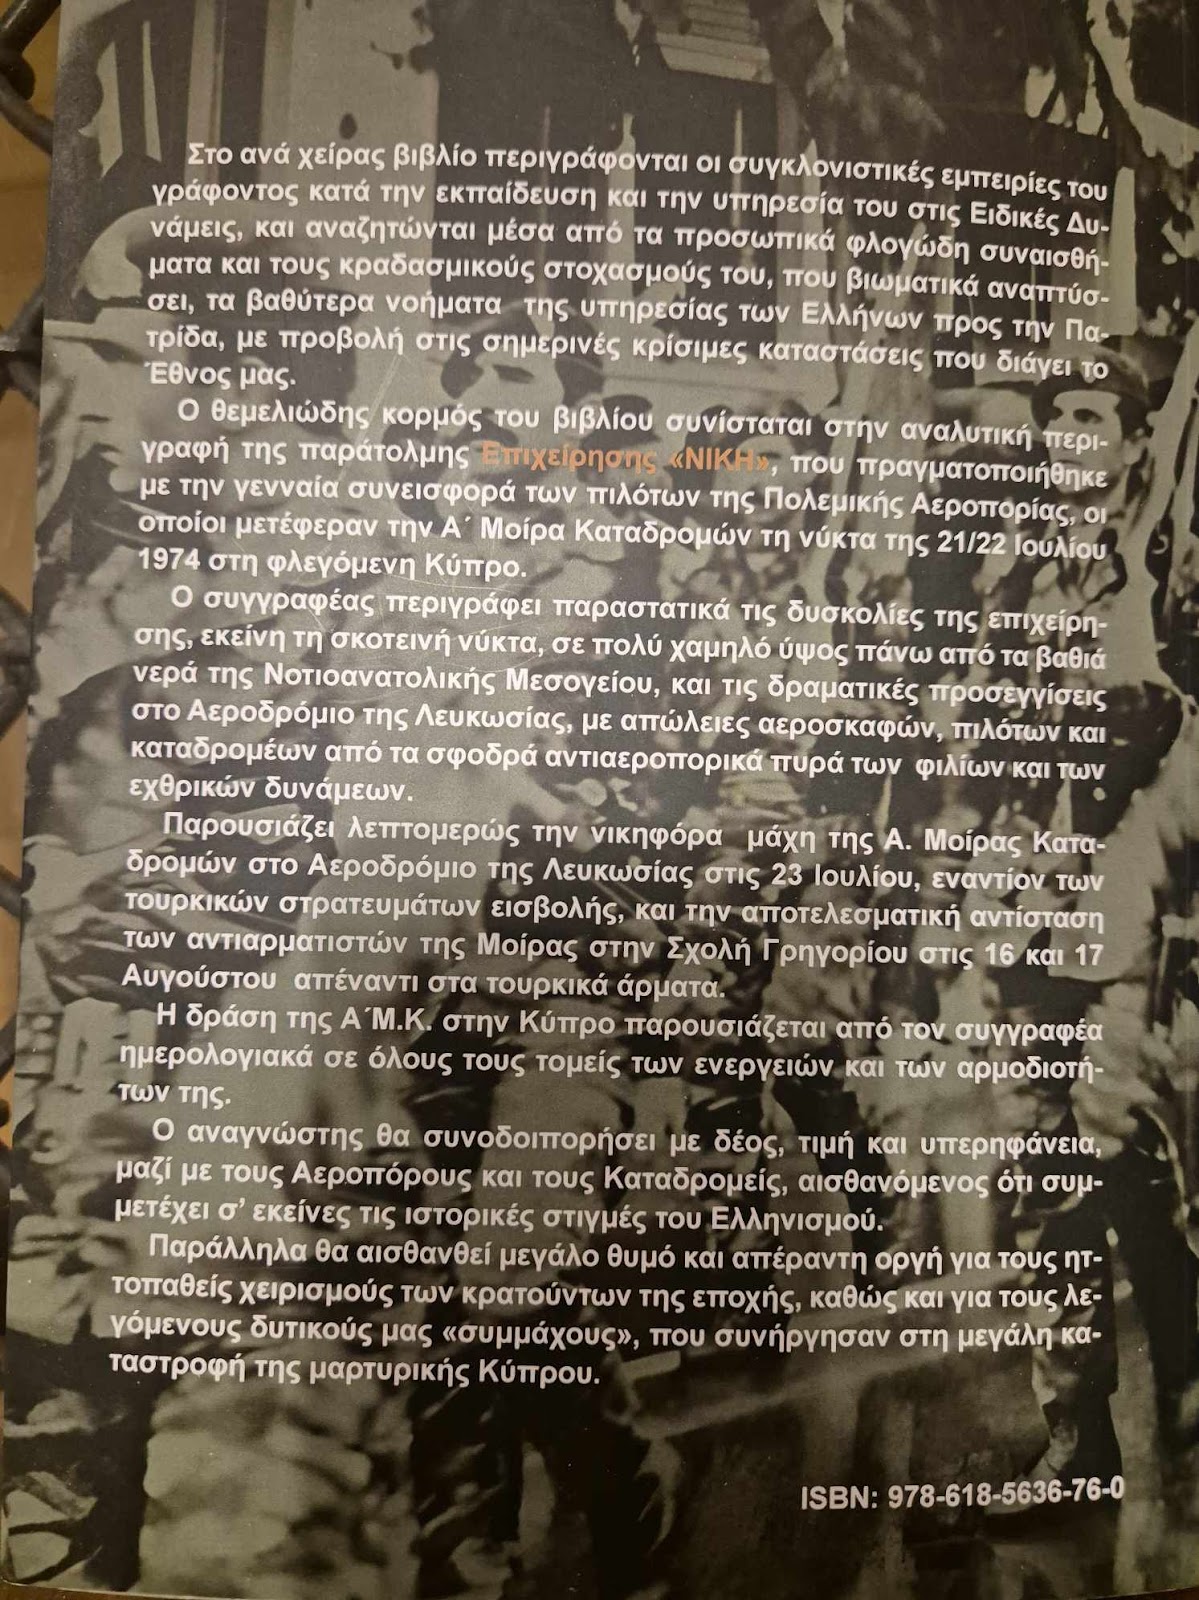 Στο ανά χείρας βιβλίο περιγράφονται οι συγκλονιστικές εμπειρίες του
γράφοντος κατά την εκπαίδευση και την υπηρεσία του στις Ειδικές Δυ-
νάμεις, και αναζητώνται μέσα από τα προσωπικά φλογώδη συναισθή-
ματα και τους κραδασμικούς στοχασμούς του, που βιωματικά αναπτύσ-
σει, τα βαθύτερα νοήματα της υπηρεσίας των Ελλήνων προς την Πα-
τρίδα, με προβολή στις σημερινές κρίσιμες καταστάσεις που διάγει το
Έθνος μας.
Ο θεμελιώδης κορμός του βιβλίου συνίσταται στην αναλυτική περι-
γραφή της παράτολμης Επιχείρησης «ΝΙΚΗ», που πραγματοποιήθηκε
με την γενναία συνεισφορά των πιλότων της Πολεμικής Αεροπορίας, οι
οποίοι μετέφεραν την Α΄ Μοίρα Καταδρομών τη νύκτα της 21/22 Ιουλίου
1974 στη φλεγόμενη Κύπρο.
Ο συγγραφέας περιγράφει παραστατικά τις δυσκολίες της επιχείρη-
σης, εκείνη τη σκοτεινή νύκτα, σε πολύ χαμηλό ύψος πάνω από τα βαθιά
νερά της Νοτιοανατολικής Μεσογείου, και τις δραματικές προσεγγίσεις
στο Αεροδρόμιο της Λευκωσίας, με απώλειες αεροσκαφών, πιλότων και
καταδρομέων από τα σφοδρά αντιαεροπορικά πυρά των φιλίων και των
εχθρικών δυνάμεων.
Παρουσιάζει λεπτομερώς την νικηφόρα μάχη της Α. Μοίρας Κατα-
δρομών στο Αεροδρόμιο της Λευκωσίας στις 23 Ιουλίου, εναντίον των
τουρκικών στρατευμάτων εισβολής, και την αποτελεσματική αντίσταση
των αντιαρματιστών της Μοίρας στην Σχολή Γρηγορίου στις 16 και 17
Αυγούστου απέναντι στα τουρκικά άρματα.
Η δράση της Α΄Μ.Κ. στην Κύπρο παρουσιάζεται από τον συγγραφέα
ημερολογιακά σε όλους τους τομείς των ενεργειών και των αρμοδιοτή-
των της.
Ο αναγνώστης θα συνοδοιπορήσει με δέος, τιμή και υπερηφάνεια,
μαζί με τους Αεροπόρους και τους Καταδρομείς, αισθανόμενος ότι συμ-
μετέχει σ' εκείνες τις ιστορικές στιγμές του Ελληνισμού.
Παράλληλα θα αισθανθεί μεγάλο θυμό και απέραντη οργή για τους ητ-
τοπαθείς χειρισμούς των κρατούντων της εποχής, καθώς και για τους λε-
γόμενους δυτικούς μας «συμμάχους», που συνήργησαν στη μεγάλη κα-
ταστροφή της μαρτυρικής Κύπρου.
ISBN: 978-618-5636-76-0